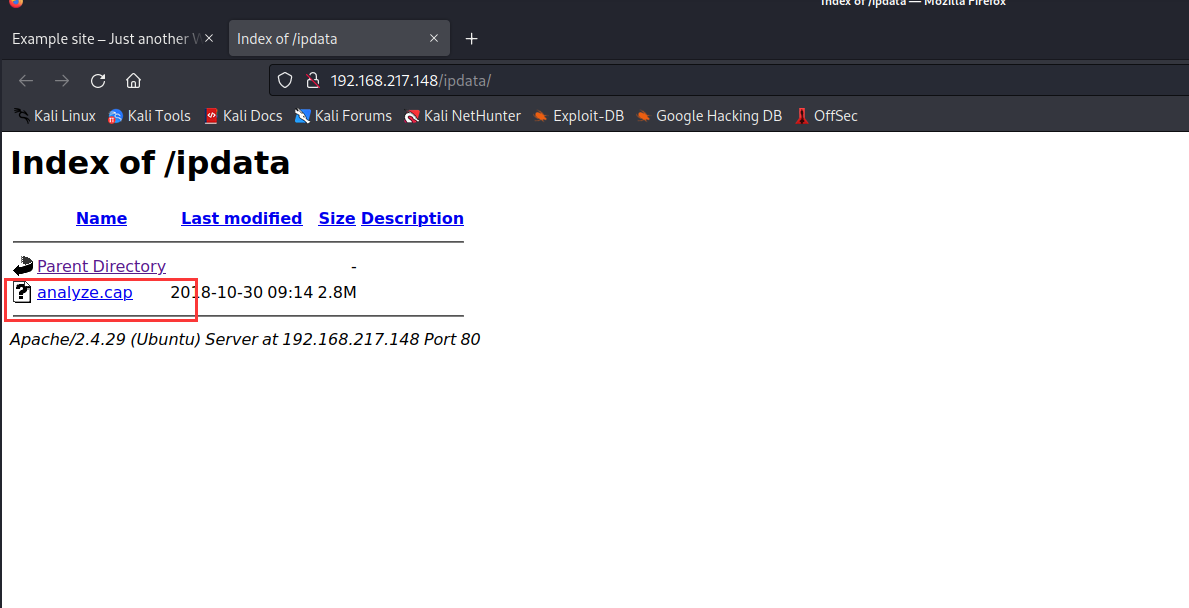 Index of /ipdata — Mozilla Firefox
Example site – Just another W
Index of /ipdata
192.168.217.148/ipdata/
Kali Linux Kali Tools Kali Docs Kali Forums Kali NetHunter Exploit-DB Google Hacking DB OffSec
Index of /ipdata
Name Last modified Size Description
Parent Directory -
analyze.cap 2018-10-30 09:14 2.8M
Apache/2.4.29 (Ubuntu) Server at 192.168.217.148 Port 80